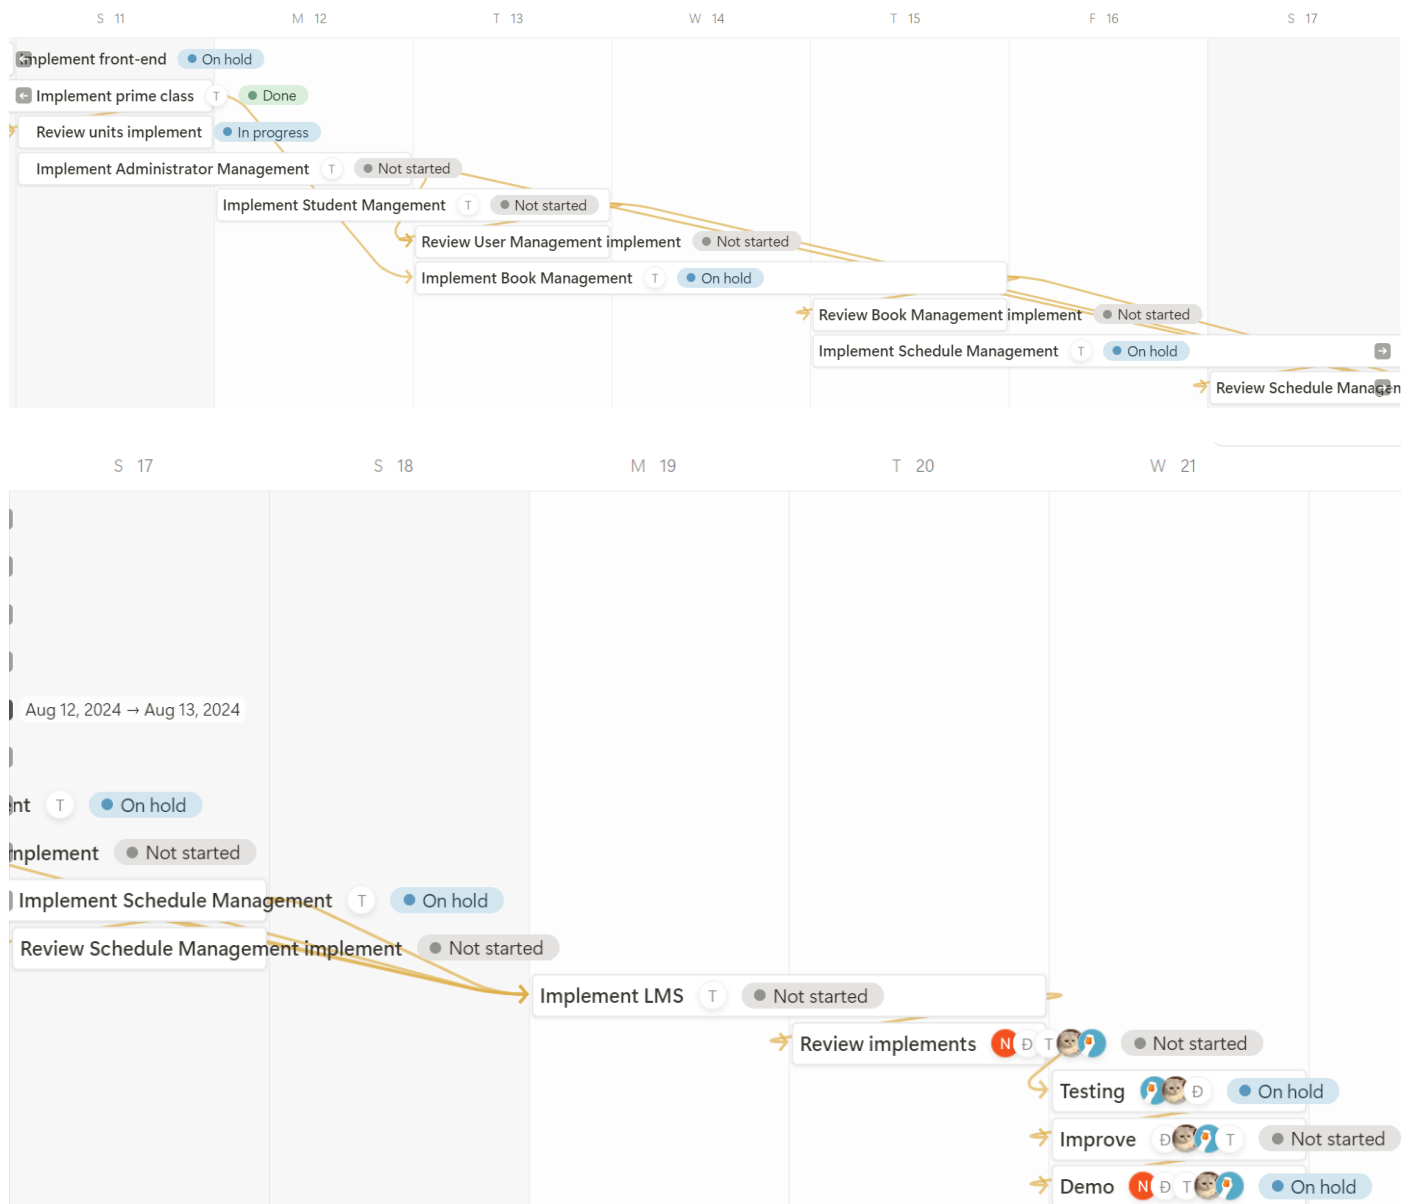 S 11 M 12 T 13 W 14 T 15 F 16 S 17
Implement front-end On hold
Implement prime class T Done
Review units implement In progress
Implement Administrator Management T Not started
Implement Student Mangement T Not started
Review User Management implement Not started
Implement Book Management T On hold
Review Book Management implement Not started
Implement Schedule Management T On hold
Review Schedule Managen
S 17 S 18 M 19 T 20 W 21
Aug 12, 2024 → Aug 13, 2024
ent T On hold
mplement Not started
Implement Schedule Management T On hold
Review Schedule Management implement Not started
Implement LMS T Not started
Review implements N Đ T Not started
Testing Đ On hold
Improve Đ T Not started
Demo N Đ T On hold